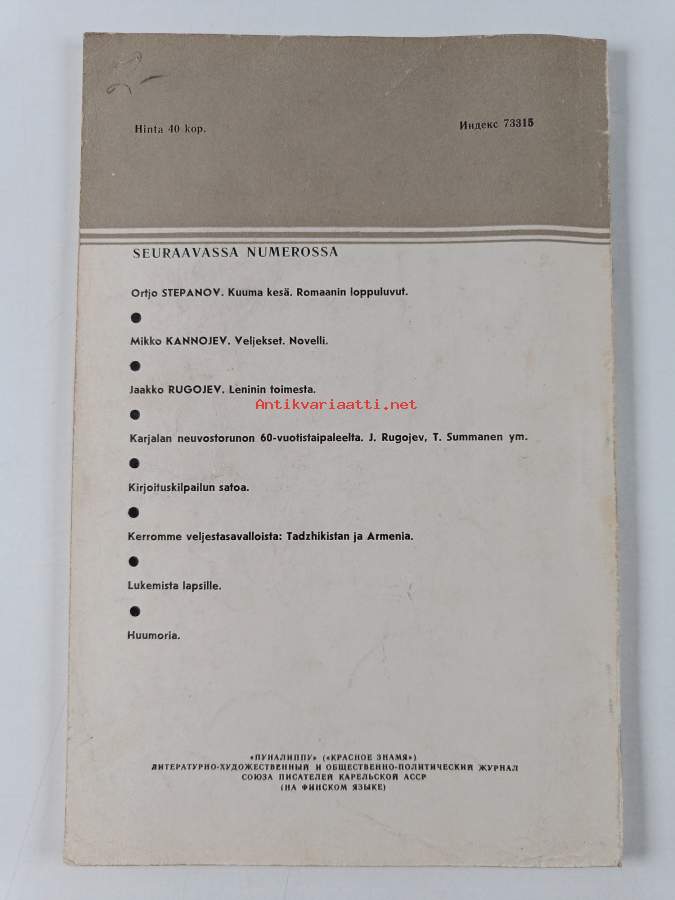 Hinta 40 kop.
Индекс 73315
SEURAAVASSA NUMEROSSA
Ortjo STEPANOV. Kuuma kesä. Romaanin loppuluvut.
Mikko KANNOJEV. Veljekset. Novelli.
Jaakko RUGOJEV. Leninin toimesta.
Antikvariaatti.net
Karjalan neuvostorunon 60-vuotistaipaleelta. J. Rugojev, T. Summanen ym.
Kirjoituskilpailun satoa.
Kerromme veljestasavalloista: Tadzhikistan ja Armenia.
Lukemista lapsille.
Huumoria.
«ПУНАЛИППУ» («КРАСНОЕ ЗНАМЯ»)
ЛИТЕРАТУРНО-ХУДОЖЕСТВЕННЫЙ И ОБЩЕСТВЕННО-ПОЛИТИЧЕСКИЙ ЖУРНАЛ
СОЮЗА ПИСАТЕЛЕЙ КАРЕЛЬСКОЙ АССР
(НА ФИНСКОМ ЯЗЫКЕ)